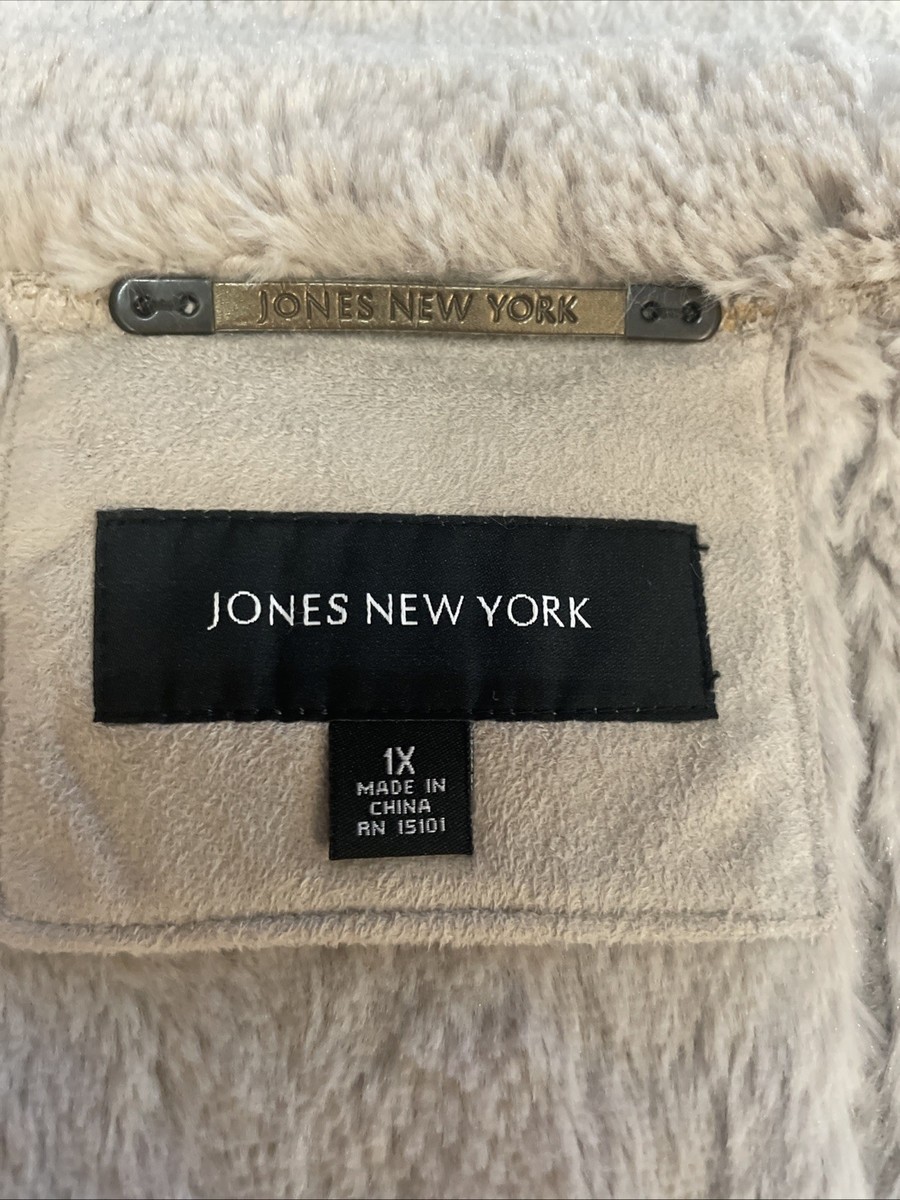 JONES NEW YORK
JONES NEW YORK
1X
MADE IN
CHINA
RN 15101